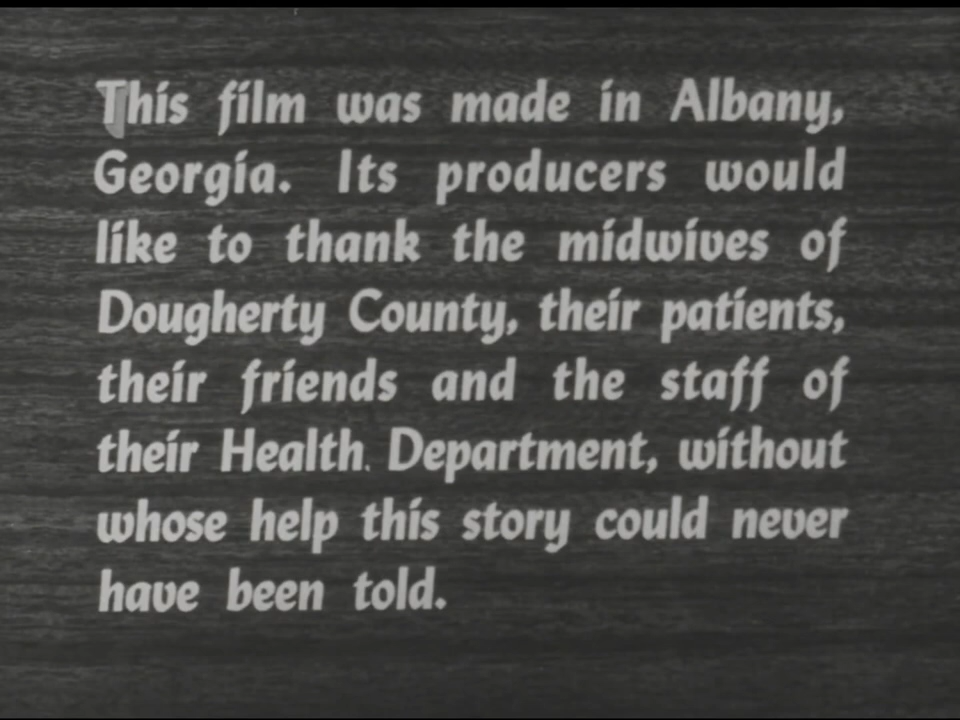 This film was made in Albany,
Georgia. Its producers would
like to thank the midwives of
Dougherty County, their patients,
their friends and the staff of
their Health Department, without
whose help this story could never
have been told.